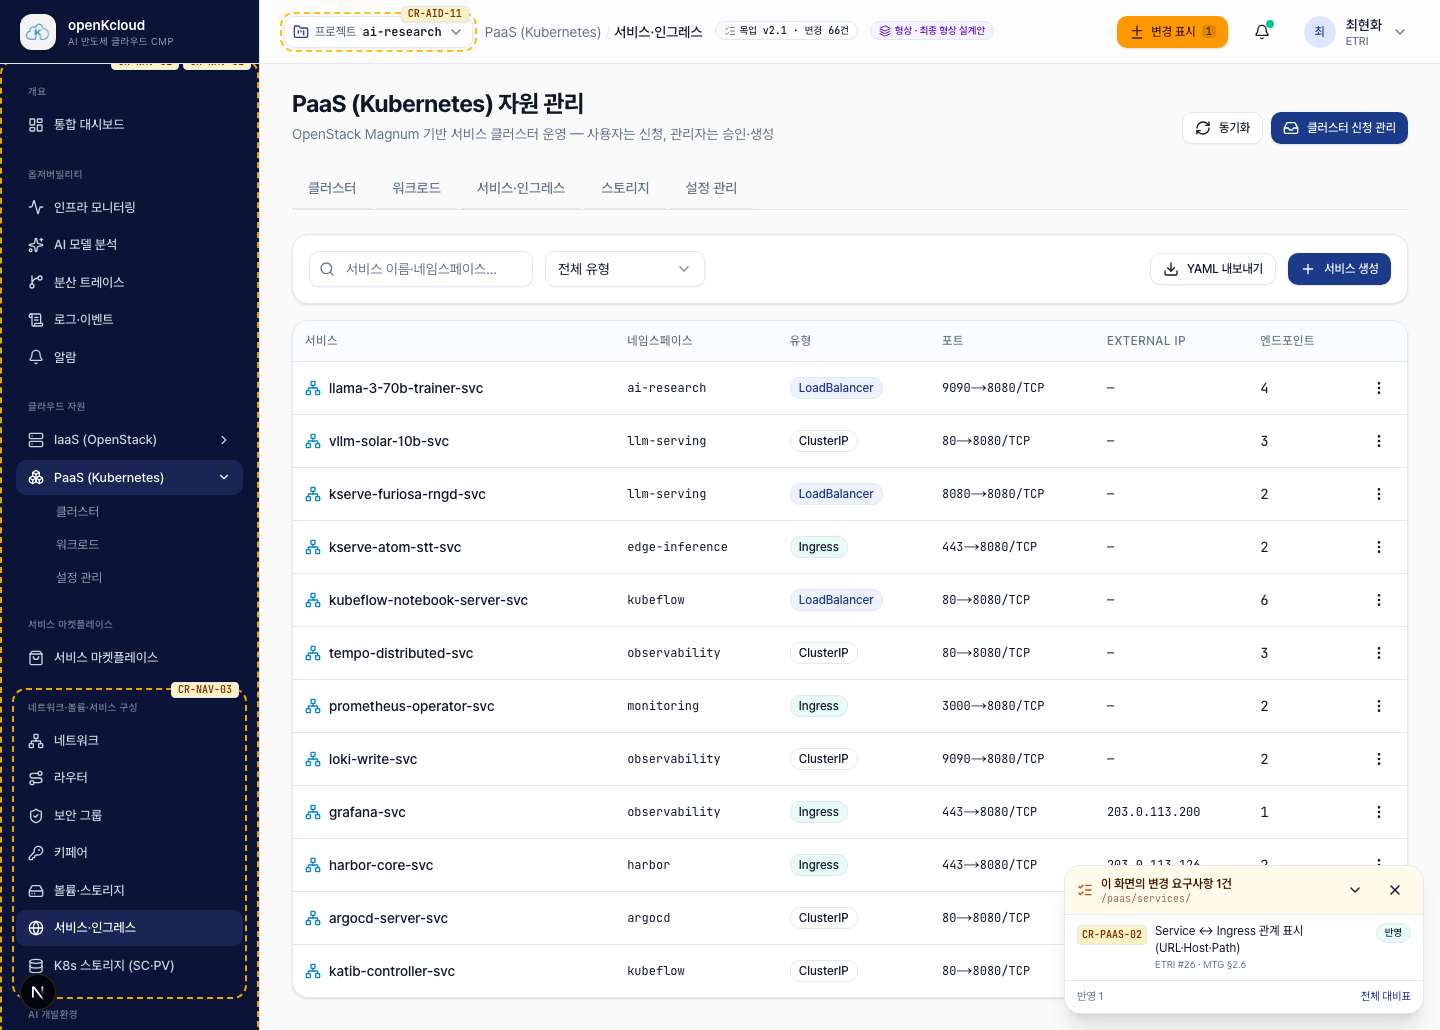 openKcloud
AI 반도체 클라우드 CMP
CR-AID-11
프로젝트 ai-research
PaaS (Kubernetes) / 서비스·인그레스
목업 v2.1 · 변경 66건
형상 · 최종 형상 설계안
변경 표시 1
최
최현화
ETRI
개요
통합 대시보드
옵저버빌리티
인프라 모니터링
AI 모델 분석
분산 트레이스
로그·이벤트
알람
클라우드 자원
IaaS (OpenStack)
PaaS (Kubernetes)
클러스터
워크로드
설정 관리
서비스 마켓플레이스
서비스 마켓플레이스
CR-NAV-03
네트워크·볼륨·서비스 구성
네트워크
라우터
보안 그룹
키페어
볼륨·스토리지
서비스·인그레스
K8s 스토리지 (SC·PV)
N
AI 개발환경
PaaS (Kubernetes) 자원 관리
OpenStack Magnum 기반 서비스 클러스터 운영 — 사용자는 신청, 관리자는 승인·생성
동기화
클러스터 신청 관리
클러스터 워크로드 서비스·인그레스 스토리지 설정 관리
서비스 이름·네임스페이스...
전체 유형
YAML 내보내기
서비스 생성
서비스 네임스페이스 유형 포트 EXTERNAL IP 엔드포인트
llama-3-70b-trainer-svc ai-research LoadBalancer 9090→8080/TCP — 4
vllm-solar-10b-svc llm-serving ClusterIP 80→8080/TCP — 3
kserve-furiosa-rngd-svc llm-serving LoadBalancer 8080→8080/TCP — 2
kserve-atom-stt-svc edge-inference Ingress 443→8080/TCP — 2
kubeflow-notebook-server-svc kubeflow LoadBalancer 80→8080/TCP — 6
tempo-distributed-svc observability ClusterIP 80→8080/TCP — 3
prometheus-operator-svc monitoring Ingress 3000→8080/TCP — 2
loki-write-svc observability ClusterIP 9090→8080/TCP — 2
grafana-svc observability Ingress 443→8080/TCP 203.0.113.200 1
harbor-core-svc harbor Ingress 443→8080/TCP 203.0.113.126 2
argocd-server-svc argocd ClusterIP 80→8080/TCP
katib-controller-svc kubeflow ClusterIP 80→8080/TCP
이 화면의 변경 요구사항 1건
/paas/services/
CR-PAAS-02
Service ↔ Ingress 관계 표시
(URL·Host·Path)
반영
ETRI #26 · MTG §2.6
반영 1
전체 대비표